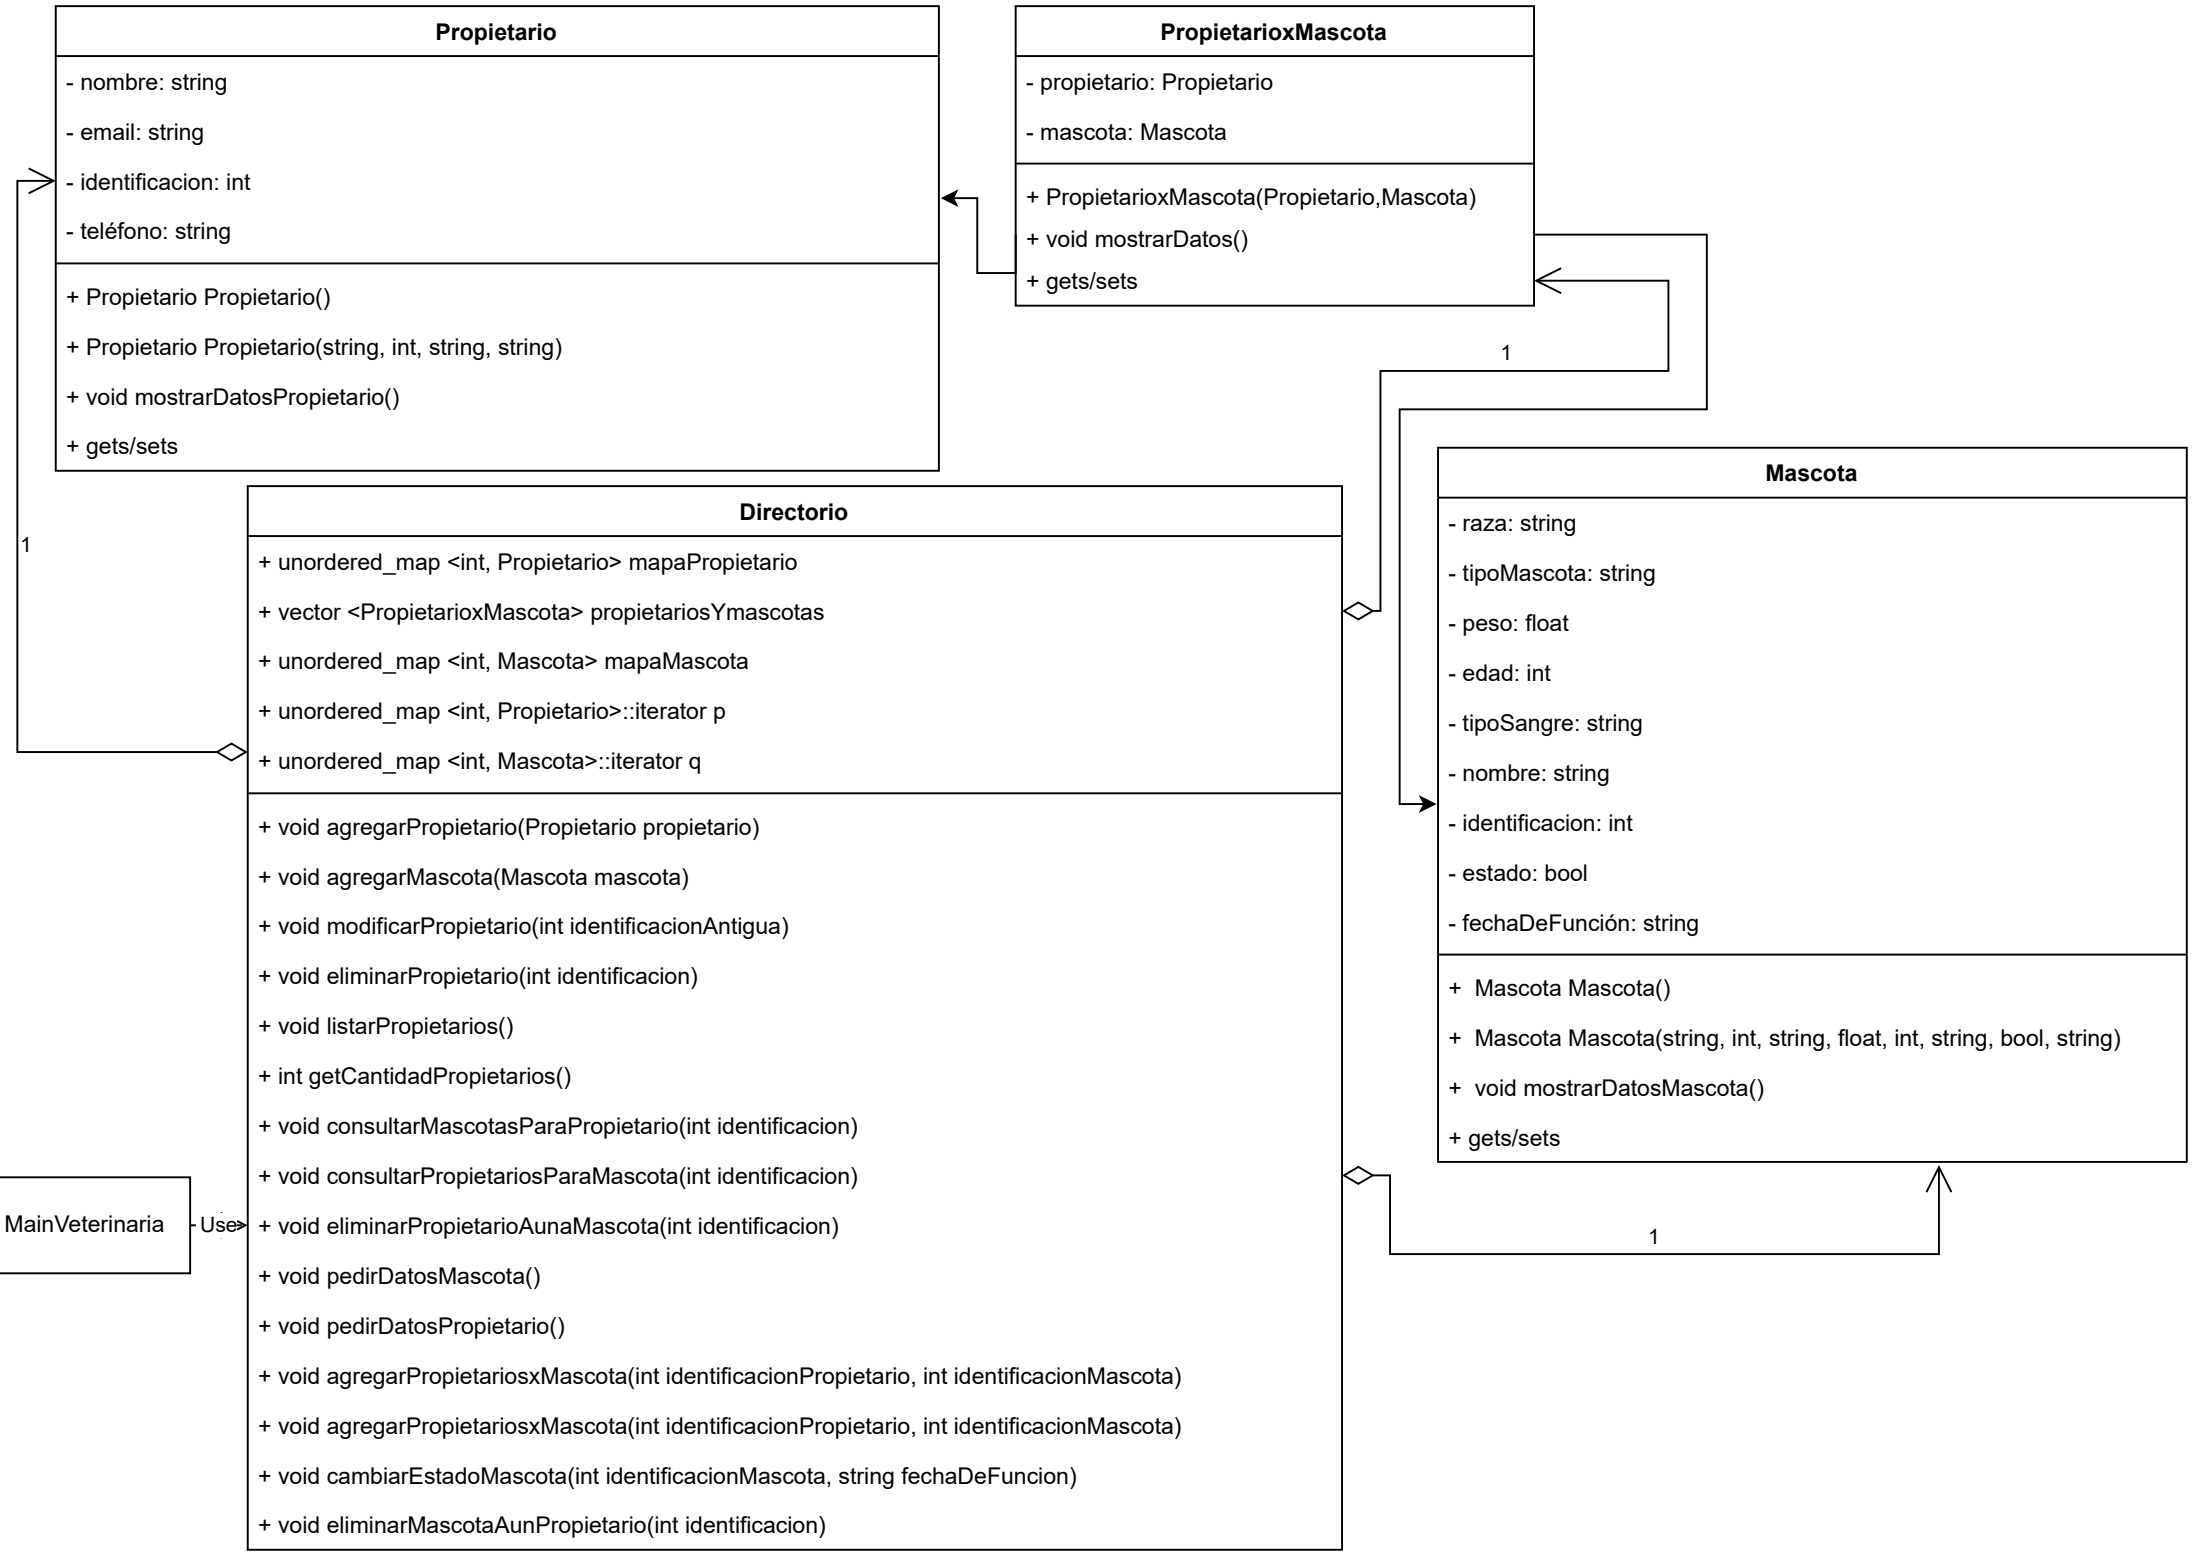 Propietario
- nombre: string
- email: string
- identificacion: int
- teléfono: string
+ Propietario Propietario()
+ Propietario Propietario(string, int, string, string)
+ void mostrarDatosPropietario()
+ gets/sets
PropietarioxMascota
- propietario: Propietario
- mascota: Mascota
+ PropietarioxMascota(Propietario,Mascota)
+ void mostrarDatos()
+ gets/sets
1
1
Directorio
+ unordered_map <int, Propietario> mapaPropietario
+ vector <PropietarioxMascota> propietariosYmascotas
+ unordered_map <int, Mascota> mapaMascota
+ unordered_map <int, Propietario>::iterator p
+ unordered_map <int, Mascota>::iterator q
+ void agregarPropietario(Propietario propietario)
+ void agregarMascota(Mascota mascota)
+ void modificarPropietario(int identificacionAntigua)
+ void eliminarPropietario(int identificacion)
+ void listarPropietarios()
+ int getCantidadPropietarios()
+ void consultarMascotasParaPropietario(int identificacion)
+ void consultarPropietariosParaMascota(int identificacion)
+ void eliminarPropietarioAunaMascota(int identificacion)
+ void pedirDatosMascota()
+ void pedirDatosPropietario()
+ void agregarPropietariosxMascota(int identificacionPropietario, int identificacionMascota)
+ void agregarPropietariosxMascota(int identificacionPropietario, int identificacionMascota)
+ void cambiarEstadoMascota(int identificacionMascota, string fechaDeFuncion)
+ void eliminarMascotaAunPropietario(int identificacion)
Mascota
- raza: string
- tipoMascota: string
- peso: float
- edad: int
- tipoSangre: string
- nombre: string
- identificacion: int
- estado: bool
- fechaDeFunción: string
+ Mascota Mascota()
+ Mascota Mascota(string, int, string, float, int, string, bool, string)
+ void mostrarDatosMascota()
+ gets/sets
1
MainVeterinaria
Use